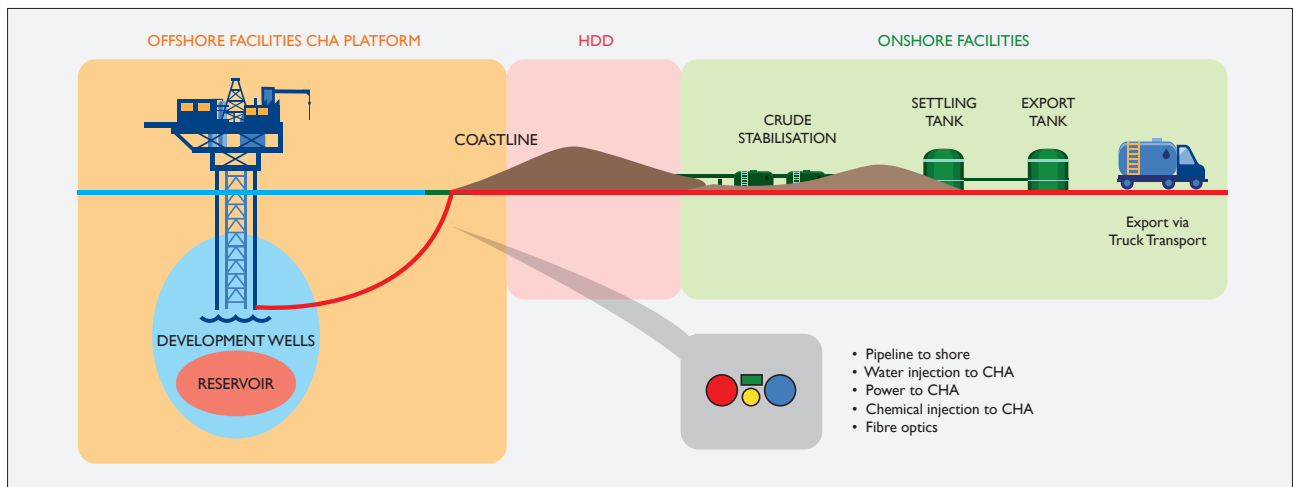 OFFSHORE FACILITIES CHA PLATFORM
HDD
ONSHORE FACILITIES
COASTLINE
CRUDE
STABILISATION
SETTLING
TANK
EXPORT
TANK
Export via
Truck Transport
DEVELOPMENT WELLS
RESERVOIR
• Pipeline to shore
• Water injection to CHA
• Power to CHA
• Chemical injection to CHA
• Fibre optics